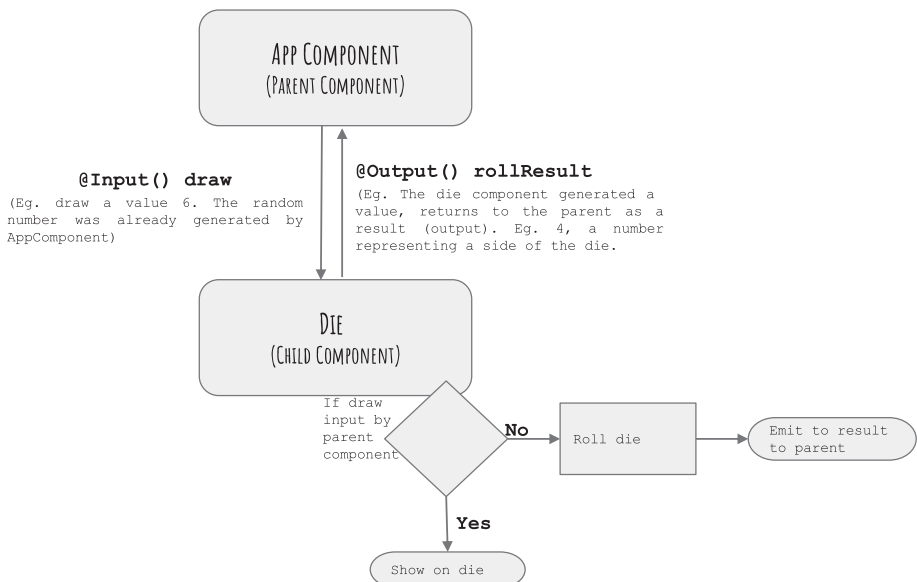 App Component
(Parent Component)
@Input() draw
(Eg. draw a value 6. The random
number was already generated by
AppComponent)
@Output() rollResult
(Eg. The die component generated a
value, returns to the parent as a
result (output). Eg. 4, a number
representing a side of the die.
Die
(Child Component)
If draw
input by
parent
component
No
Roll die
Emit to result
to parent
Yes
Show on die